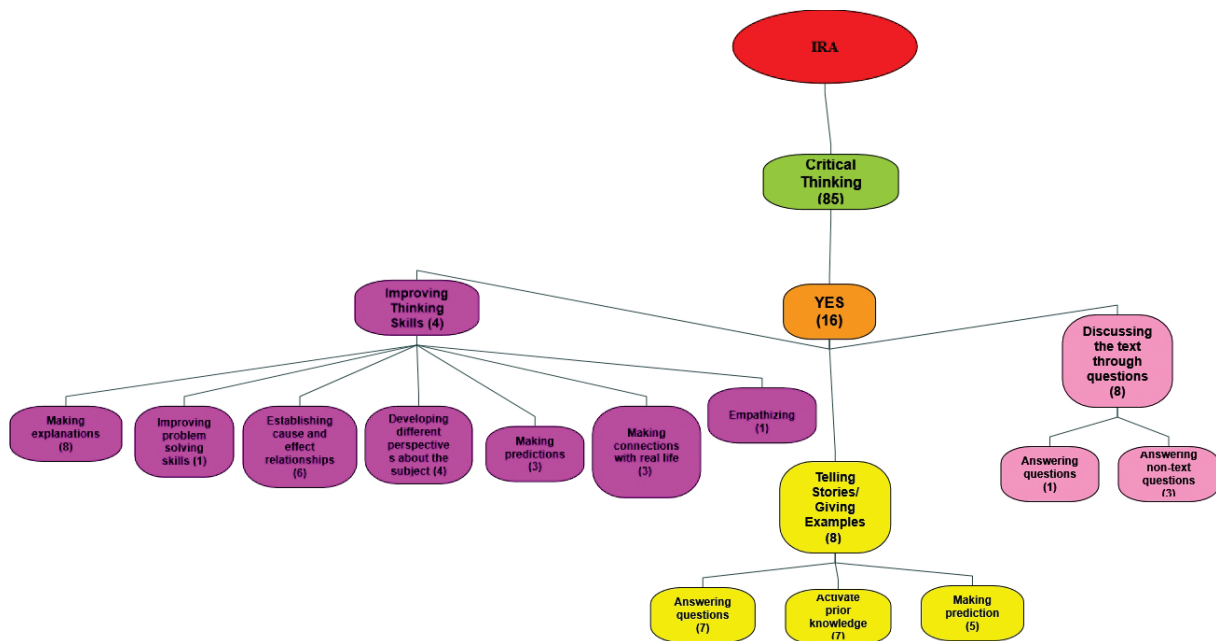 IRA
Critical
Thinking
(85)
YES
(16)
Improving
Thinking
Skills (4)
Making
explanations
(8)
Improving
problem
solving
skills (1)
Establishing
cause and
effect
relationships
(6)
Developing
different
perspective
s about the
subject (4)
Making
predictions
(3)
Making
connections
with real life
(3)
Empathizing
(1)
Telling
Stories/
Giving
Examples
(8)
Answering
questions
(7)
Activate
prior
knowledge
(7)
Making
prediction
(5)
Discussing
the text
through
questions
(8)
Answering
questions
(1)
Answering
non-text
questions
(3)